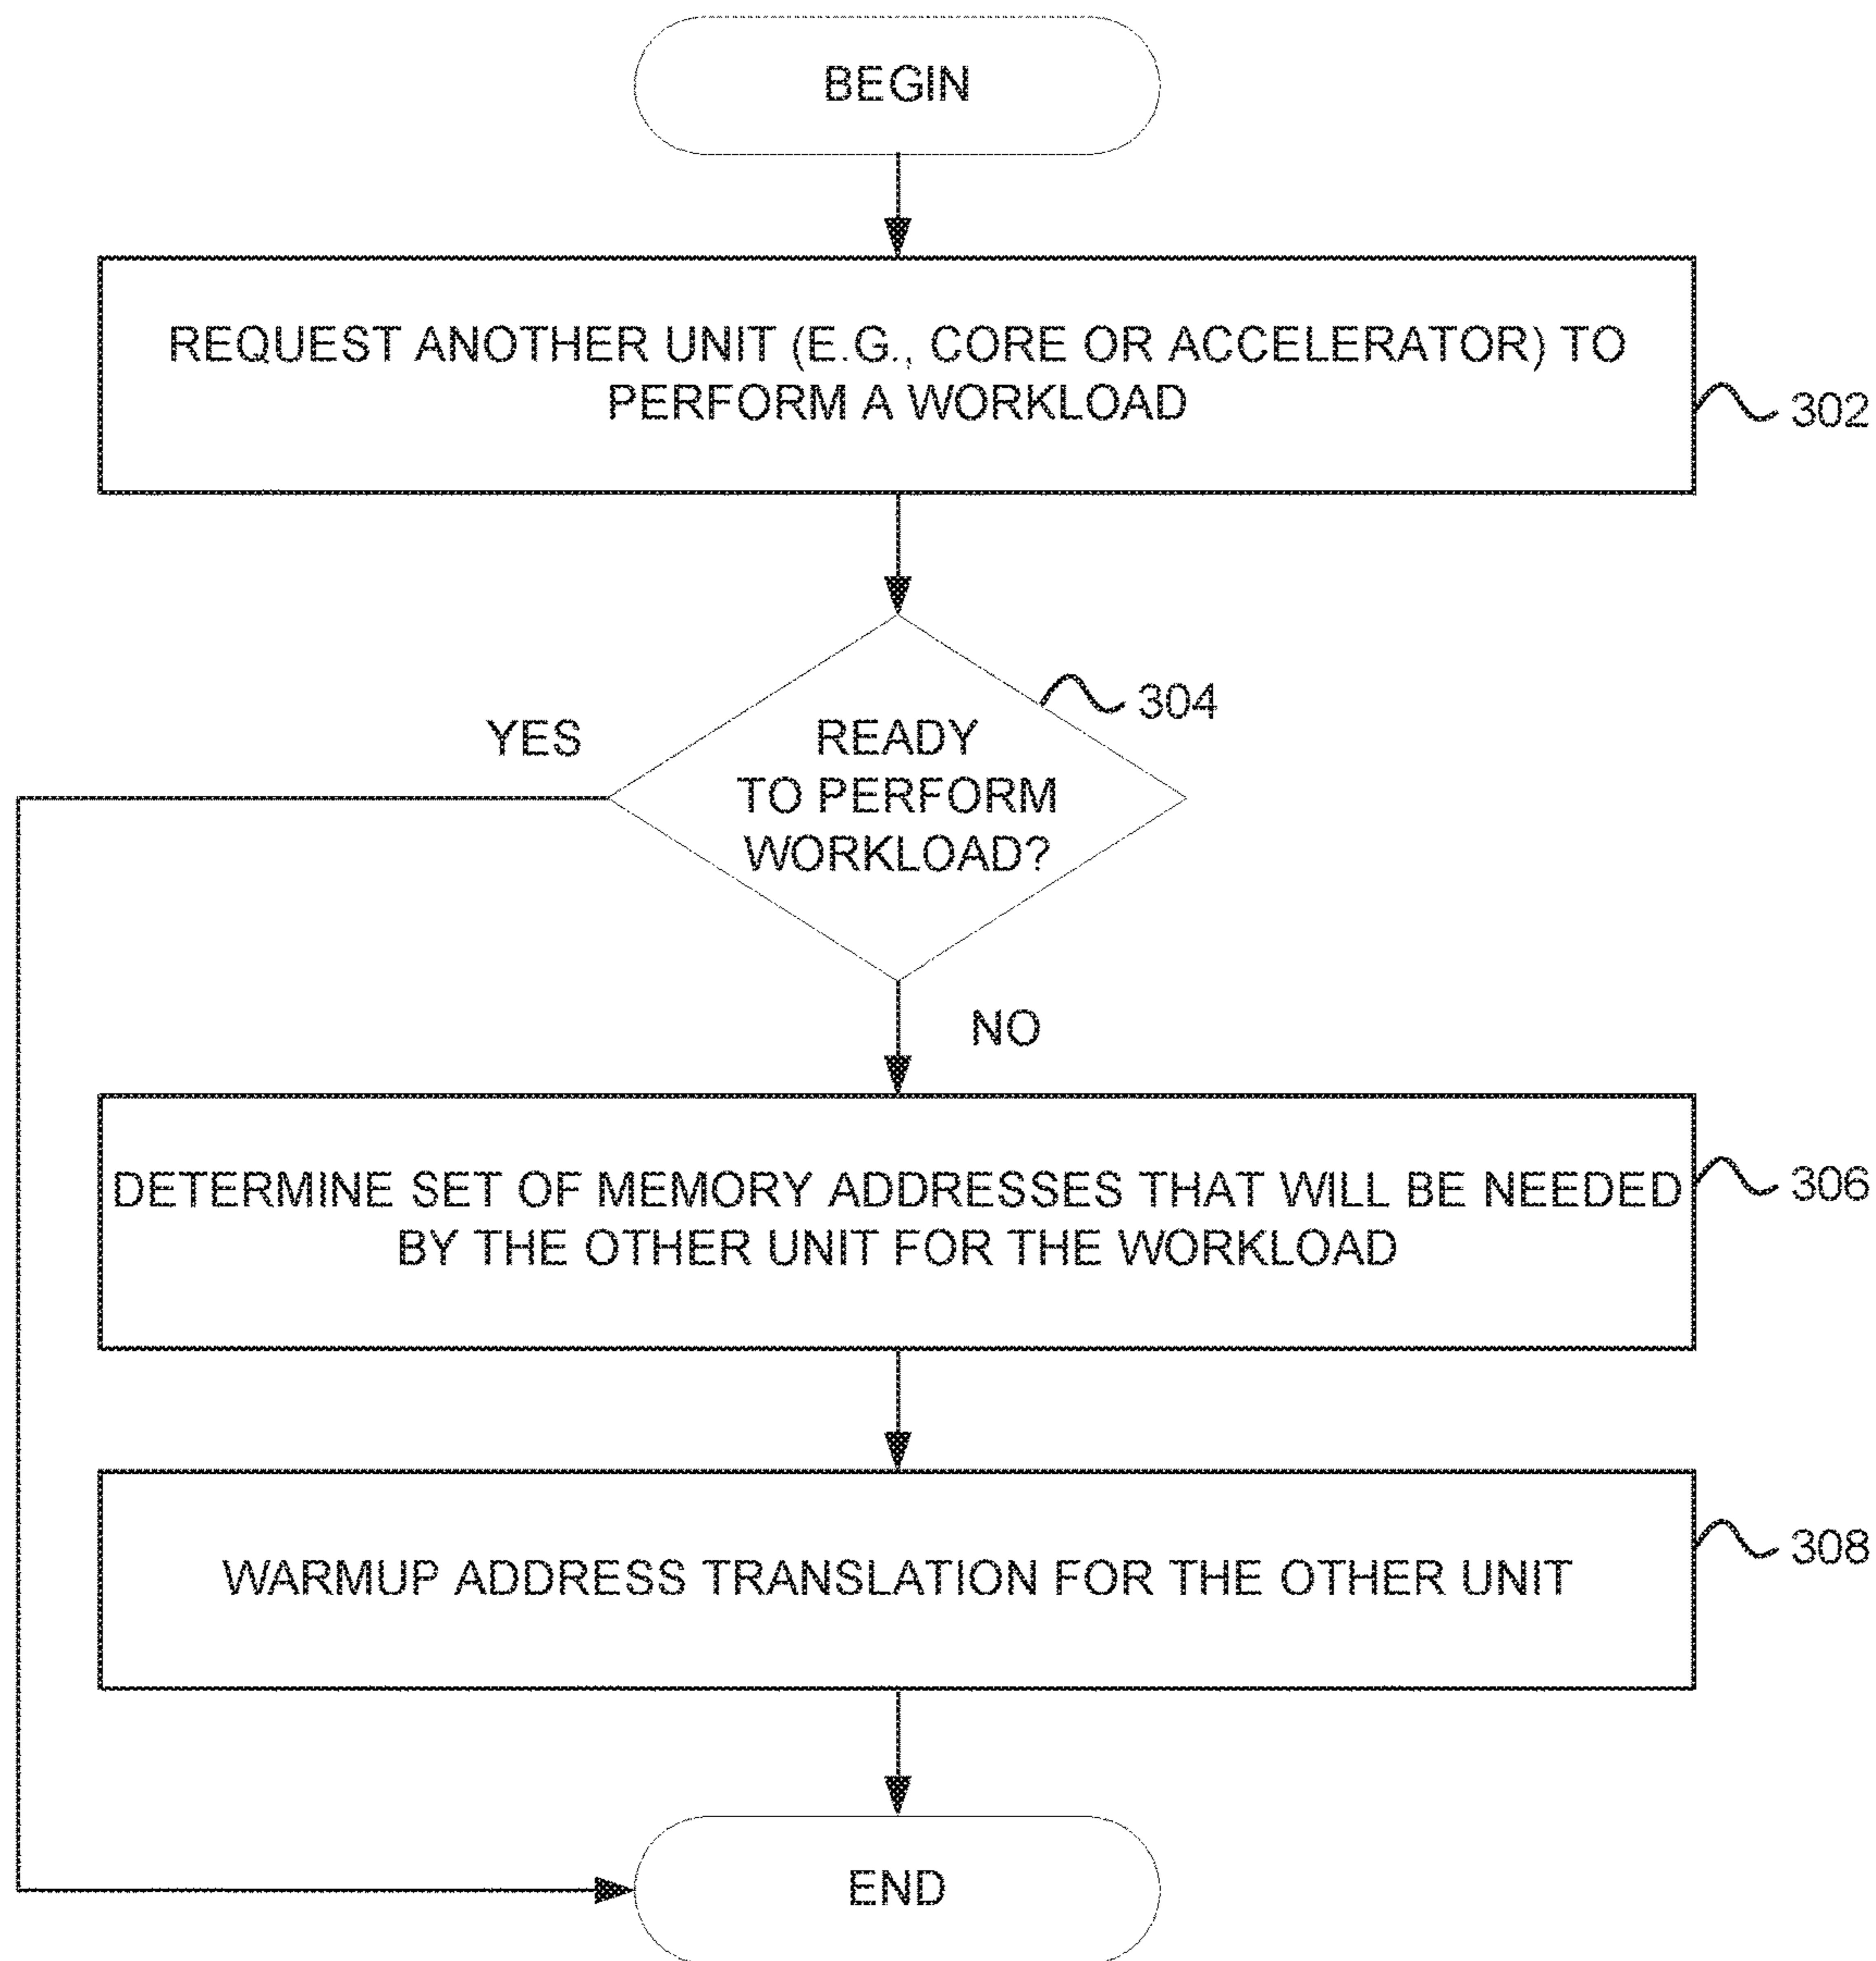 BEGIN
REQUEST ANOTHER UNIT (E.G., CORE OR ACCELERATOR) TO
PERFORM A WORKLOAD
302
304
YES
READY
TO PERFORM
WORKLOAD?
NO
DETERMINE SET OF MEMORY ADDRESSES THAT WILL BE NEEDED
BY THE OTHER UNIT FOR THE WORKLOAD
306
WARMUP ADDRESS TRANSLATION FOR THE OTHER UNIT
308
END